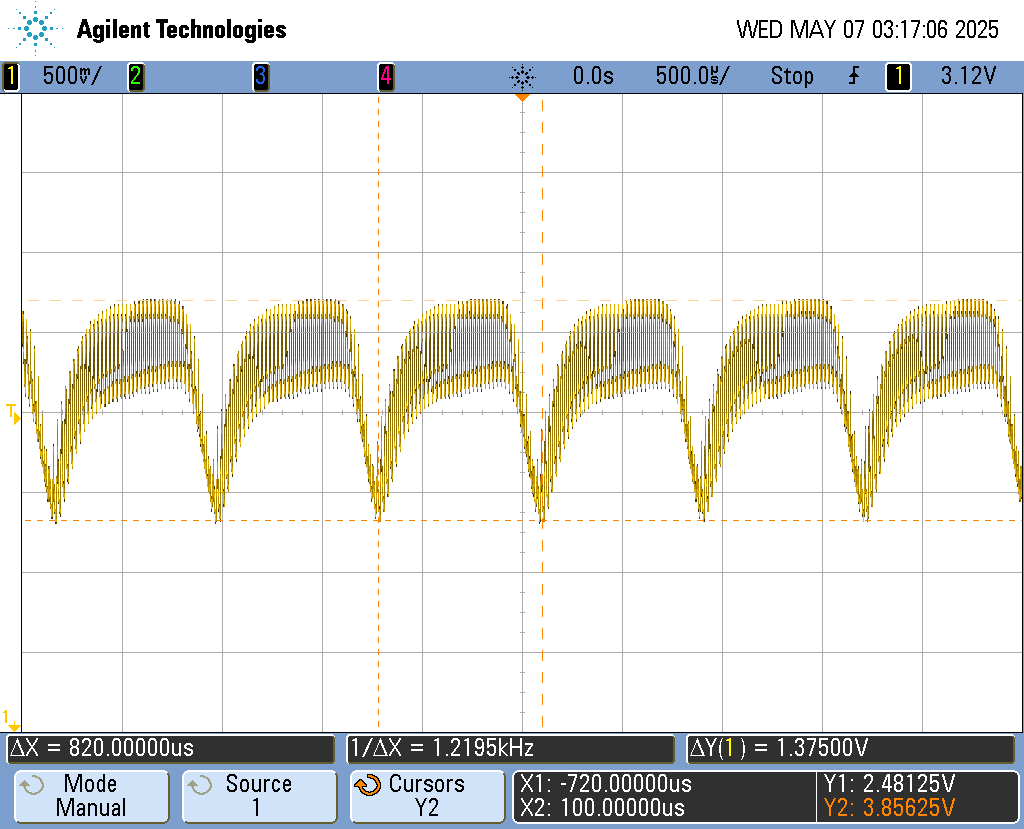 Agilent Technologies
WED MAY 07 03:17:06 2025
1 500mV/ 2 3 4 0.0s 500.0us/ Stop 1 3.12V
T
1
ΔX = 820.00000us 1/ΔX = 1.2195kHz ΔY(1) = 1.37500V
Mode
Manual
Source
1
Cursors
Y2
X1: -720.00000us
X2: 100.00000us
Y1: 2.48125V
Y2: 3.85625V